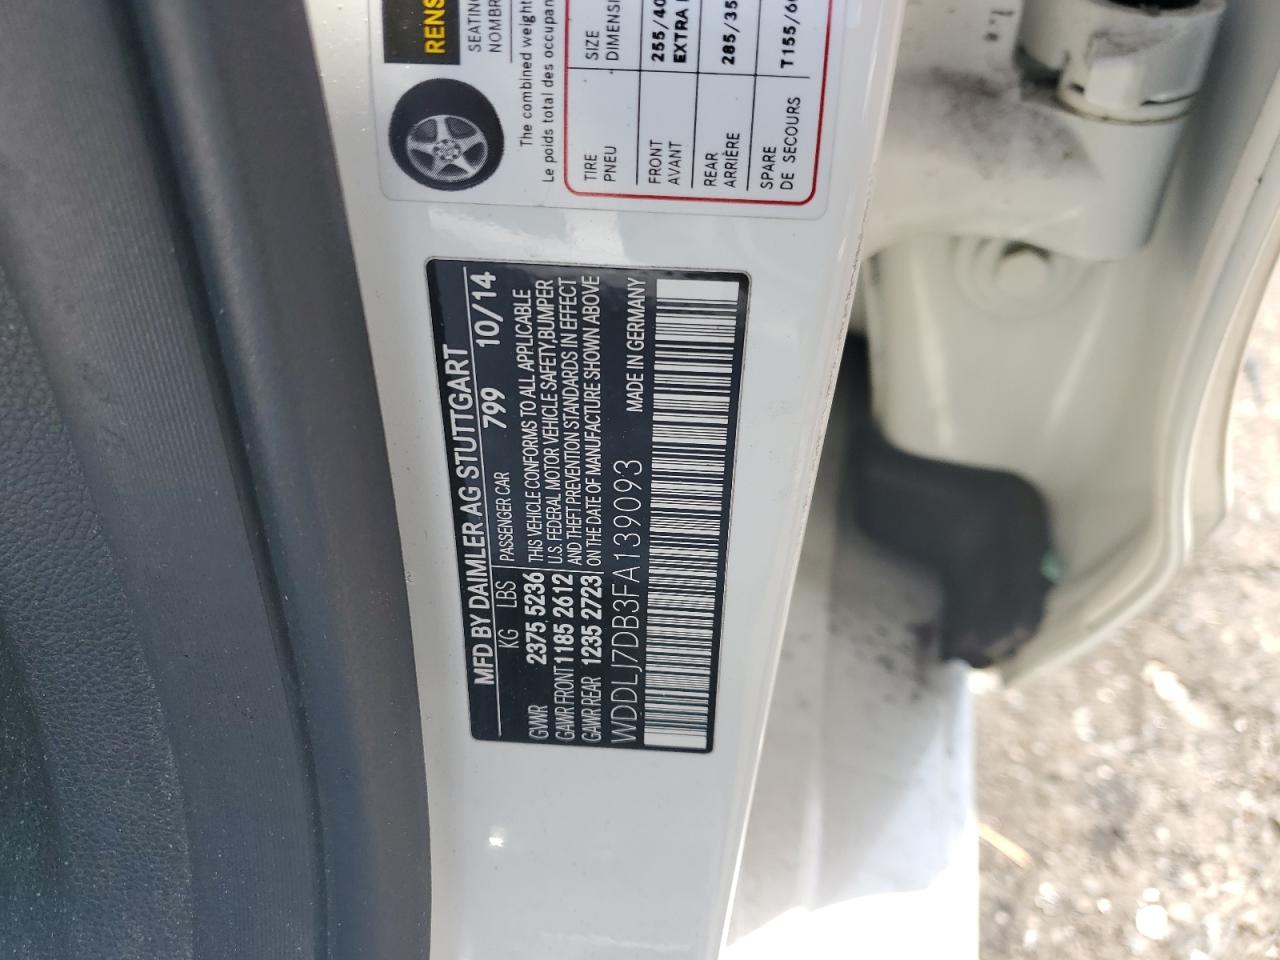 RENS
SEATIN
NOMBR
The combined weight
Le poids total des occupan
TIRE SIZE
PNEU DIMENSI
FRONT 255/40
AVANT EXTRA
REAR 285/35
ARRIÈRE
SPARE T155/6
DE SECOURS
MFD BY DAIMLER AG STUTTGART
KG LBS PASSENGER CAR 799 10/14
GVWR 2375 5236 THIS VEHICLE CONFORMS TO ALL APPLICABLE
GAWR FRONT 1185 2612 U.S. FEDERAL MOTOR VEHICLE SAFETY,BUMPER
GAWR REAR 1235 2723 AND THEFT PREVENTION STANDARDS IN EFFECT
ON THE DATE OF MANUFACTURE SHOWN ABOVE
WDDLJ7DB3FA139093 MADE IN GERMANY